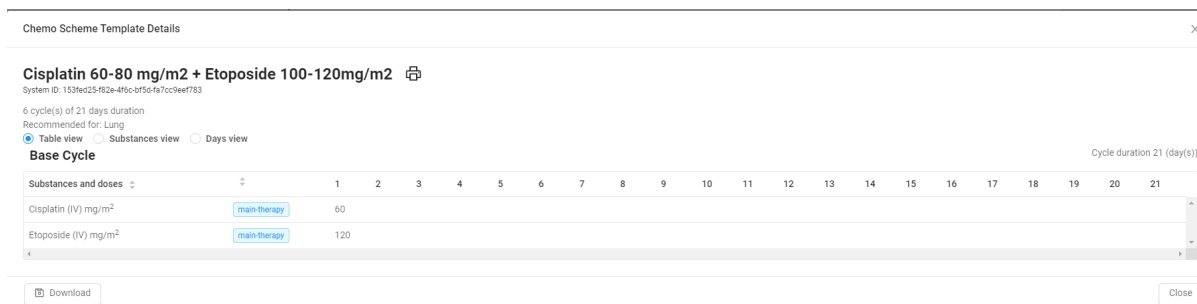 Chemo Scheme Template Details
Cisplatin 60-80 mg/m2 + Etoposide 100-120mg/m2
System ID: 153fed25-f82e-4f6c-bf5d-fa7cc9eef783
6 cycle(s) of 21 days duration
Recommended for: Lung
Table view Substances view Days view
Base Cycle Cycle duration 21 (day(s))
Substances and doses 1 2 3 4 5 6 7 8 9 10 11 12 13 14 15 16 17 18 19 20 21
Cisplatin (IV) mg/m² main-therapy 60
Etoposide (IV) mg/m² main-therapy 120
Download Close